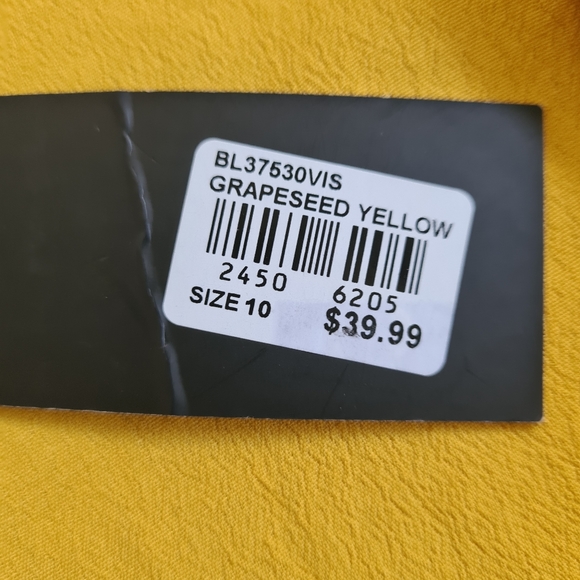 BL37530VIS
GRAPESEED YELLOW
2450 6205
SIZE 10 $39.99